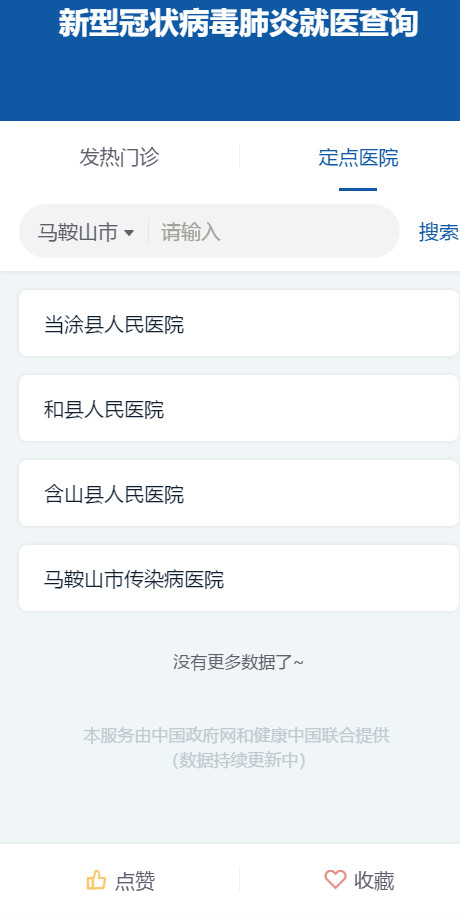 新型冠状病毒肺炎就医查询
发热门诊
定点医院
马鞍山市
请输入
搜索
当涂县人民医院
和县人民医院
含山县人民医院
马鞍山市传染病医院
没有更多数据了~
本服务由中国政府网和健康中国联合提供
(数据持续更新中)
点赞
收藏